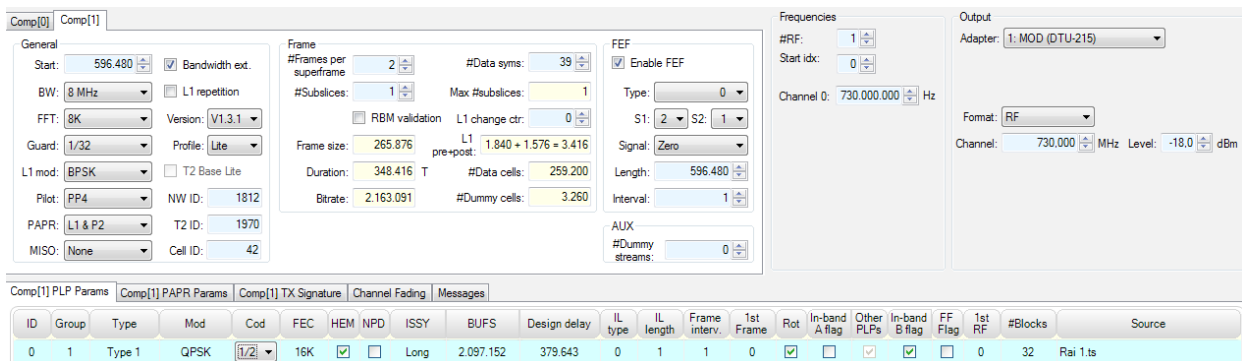 Comp[0] Comp[1]
General
Start: 596.480 Bandwidth ext.
BW: 8 MHz L1 repetition
FFT: 8K Version: V1.3.1
Guard: 1/32 Profile: Lite
L1 mod: BPSK T2 Base Lite
Pilot: PP4 NW ID: 1812
PAPR: L1 & P2 T2 ID: 1970
MISO: None Cell ID: 42
Frame
#Frames per superframe 2 #Data syms: 39
#Subslices: 1 Max #subslices: 1
RBM validation L1 change ctr: 0
Frame size: 265.876 L1 pre+post: 1.840 + 1.576 = 3.416
Duration: 348.416 T #Data cells: 259.200
Bitrate: 2.163.091 #Dummy cells: 3.260
FEF
Enable FEF
Type: 0
S1: 2 S2: 1
Signal: Zero
Length: 596.480
Interval: 1
AUX
#Dummy streams: 0
Frequencies
#RF: 1
Start idx: 0
Channel 0: 730.000.000 Hz
Output
Adapter: 1: MOD (DTU-215)
Format: RF
Channel: 730,000 MHz Level: -18,0 dBm
Comp[1] PLP Params Comp[1] PAPR Params Comp[1] TX Signature Channel Fading Messages
ID Group Type Mod Cod FEC HEM NPD ISSY BUFS Design delay IL type IL length Frame interv. 1st Frame Rot In-band A flag Other PLPs In-band B flag FF Flag 1st RF #Blocks Source
0 1 Type 1 QPSK 1/2 16K Long 2.097.152 379.643 0 1 1 0 0 32 Rai 1.ts